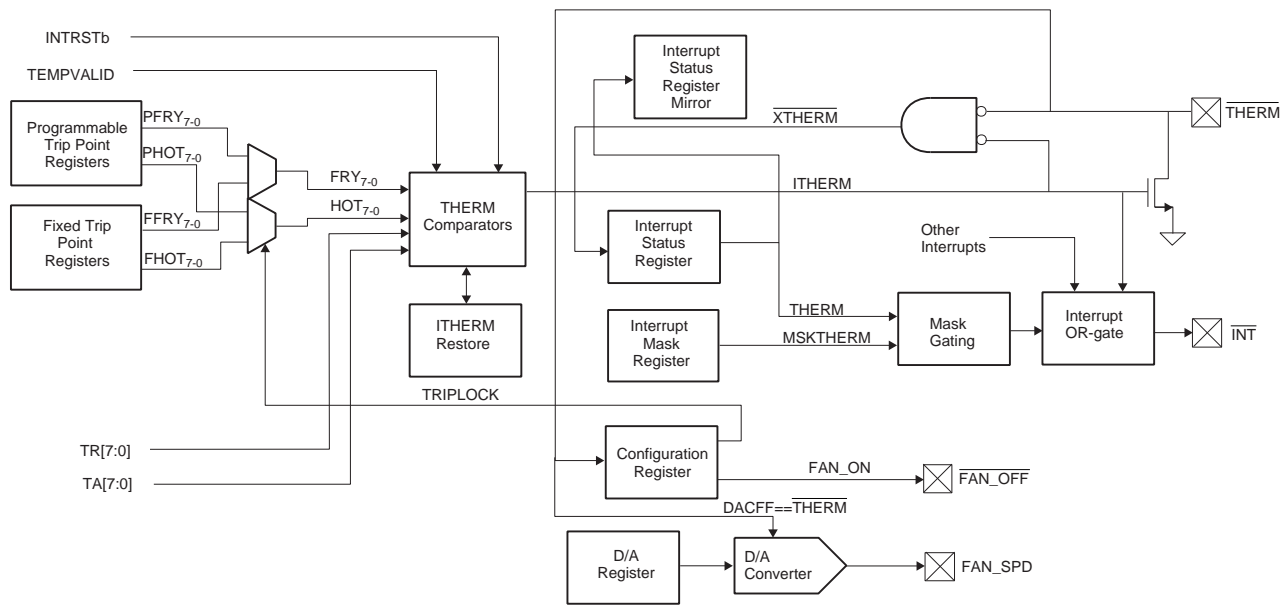 INTRSTb
TEMPVALID
Programmable
Trip Point
Registers
PFRY7-0
PHOT7-0
Fixed Trip
Point
Registers
FFRY7-0
FHOT7-0
FRY7-0
HOT7-0
THERM
Comparators
ITHERM
Restore
Interrupt
Status
Register
Mirror
XTHERM
THERM
ITHERM
Interrupt
Status
Register
Other
Interrupts
THERM
Interrupt
Mask
Register
MSKTHERM
Mask
Gating
Interrupt
OR-gate
INT
TRIPLOCK
TR[7:0]
TA[7:0]
Configuration
Register
FAN_ON
FAN_OFF
DACFF==THERM
D/A
Register
D/A
Converter
FAN_SPD